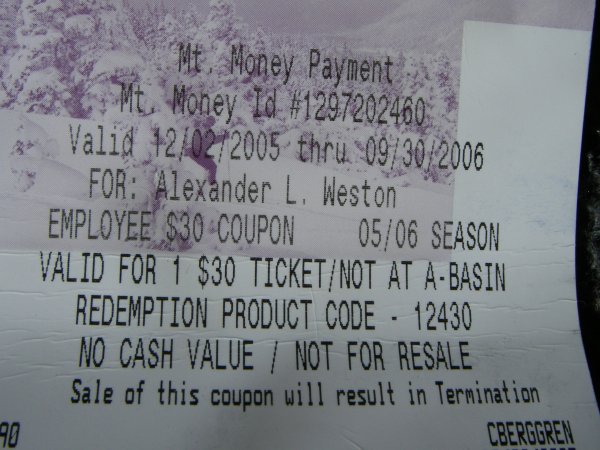 Mt. Money Payment
Mt. Money Id #1297202460
Valid 12/02/2005 thru 09/30/2006
FOR: Alexander L. Weston
EMPLOYEE $30 COUPON 05/06 SEASON
VALID FOR 1 $30 TICKET/NOT AT A-BASIN
REDEMPTION PRODUCT CODE - 12430
NO CASH VALUE / NOT FOR RESALE
Sale of this coupon will result in Termination
90 CBERGGREN